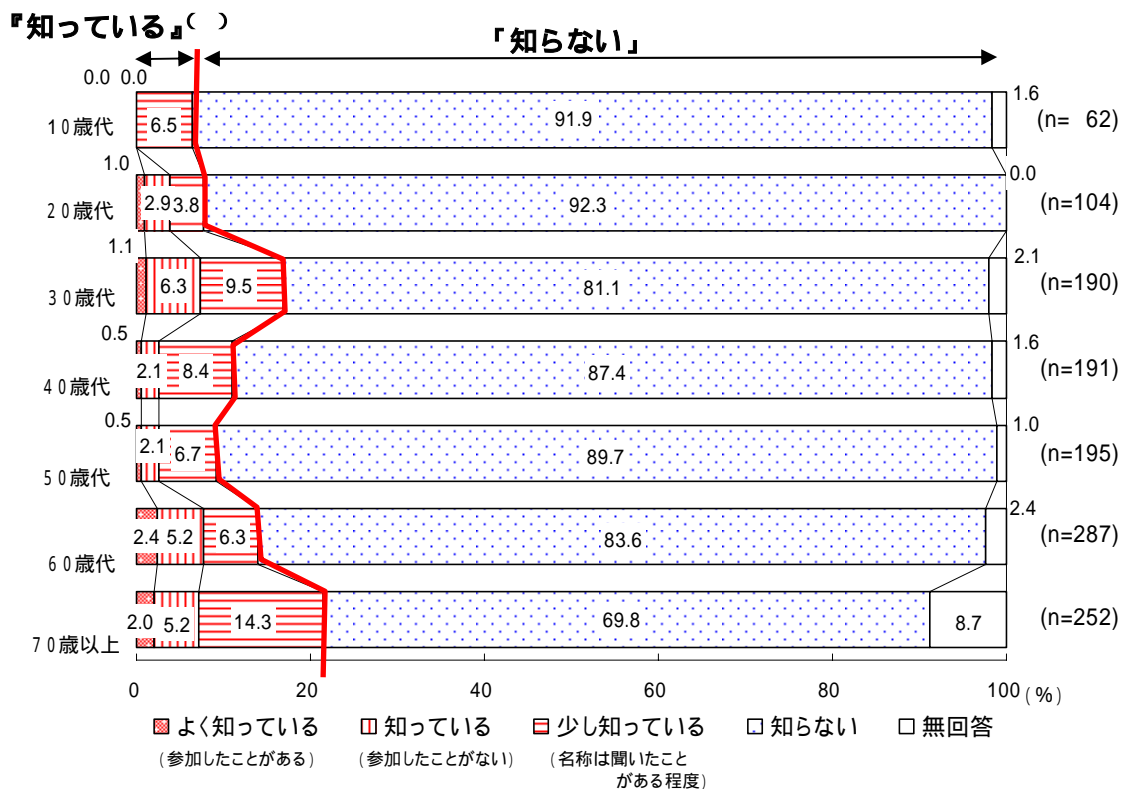 『知っている』( )
「知らない」
0.0 0.0
10歳代 6.5 91.9 1.6 (n= 62)
1.0
20歳代 2.9 3.8 92.3 0.0 (n=104)
1.1
30歳代 6.3 9.5 81.1 2.1 (n=190)
0.5
40歳代 2.1 8.4 87.4 1.6 (n=191)
0.5
50歳代 2.1 6.7 89.7 1.0 (n=195)
60歳代 2.4 5.2 6.3 83.6 2.4 (n=287)
70歳以上 2.0 5.2 14.3 69.8 8.7 (n=252)
0 20 40 60 80 100 (%)
よく知っている 知っている 少し知っている 知らない 無回答
(参加したことがある) (参加したことがない) (名称は聞いたこと
がある程度)